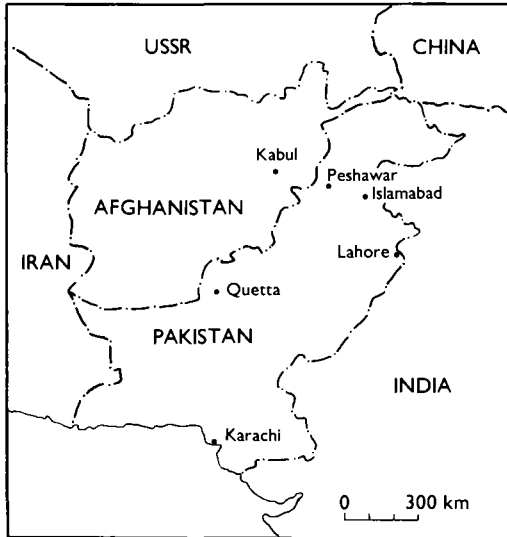 USSR
CHINA
Kabul
Peshawar
Islamabad
AFGHANISTAN
Lahore
IRAN
Quetta
PAKISTAN
INDIA
Karachi
0 300 km